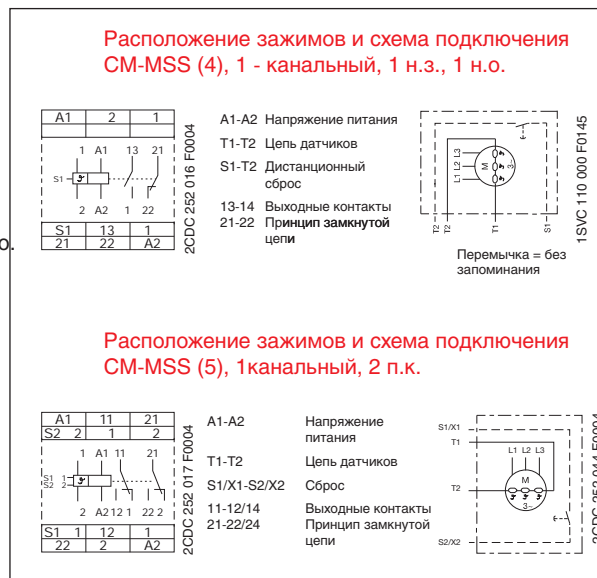 Расположение зажимов и схема подключения
CM-MSS (4), 1 - канальный, 1 н.з., 1 н.о.
A1 2 1
1 A1 13 21
S1
2 A2 1 22
S1 13 1
21 22 A2
2CDC 252 016 F0004
A1-A2 Напряжение питания
T1-T2 Цепь датчиков
S1-T2 Дистанционный
сброс
13-14 Выходные контакты
21-22 Принцип замкнутой
цепи
L1 L2 L3
M
3~
T2 T2 T1 S1
1SVC 110 000 F0145
Перемычка = без
запоминания
о.
Расположение зажимов и схема подключения
CM-MSS (5), 1канальный, 2 п.к.
A1 11 21
S2 2 1 2
1 A1 11 21
S1 1
S2 2
2 A2 12 1 22 2
S1 1 12 1
22 2 A2
2CDC 252 017 F0004
A1-A2 Напряжение
питания
T1-T2 Цепь датчиков
S1/X1-S2/X2 Сброс
11-12/14 Выходные контакты
21-22/24 Принцип замкнутой
цепи
S1/X1
T1
L1 L2 L3
M
3~
T2
S2/X2